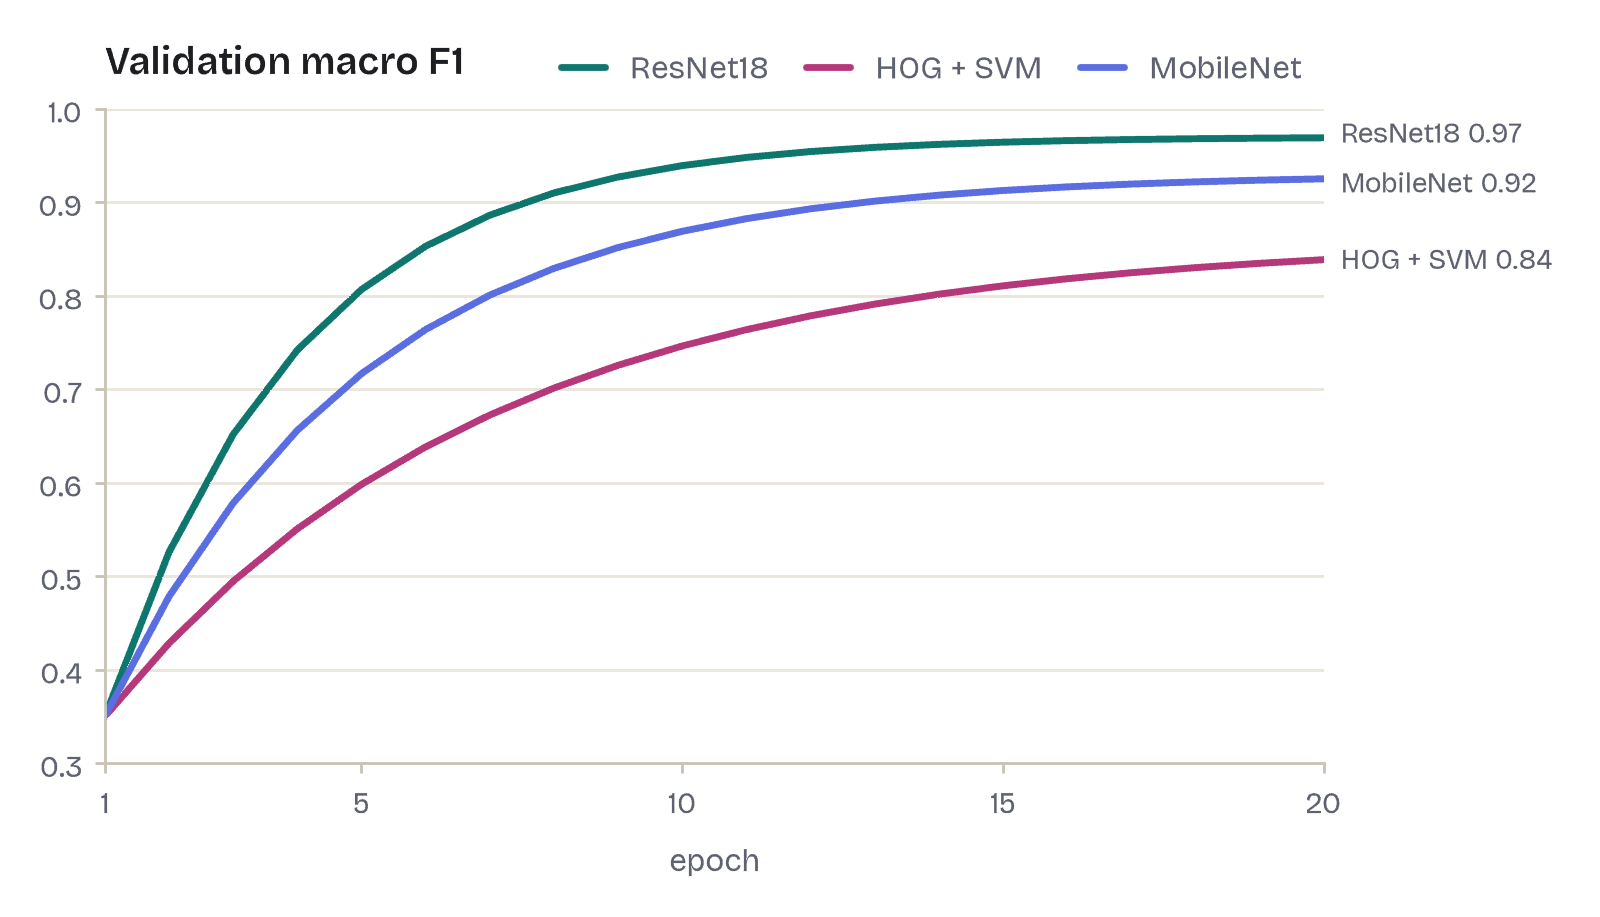 Validation macro F1
ResNet18 HOG + SVM MobileNet
1.0
0.9
0.8
0.7
0.6
0.5
0.4
0.3
ResNet18 0.97
MobileNet 0.92
HOG + SVM 0.84
1 5 10 15 20
epoch